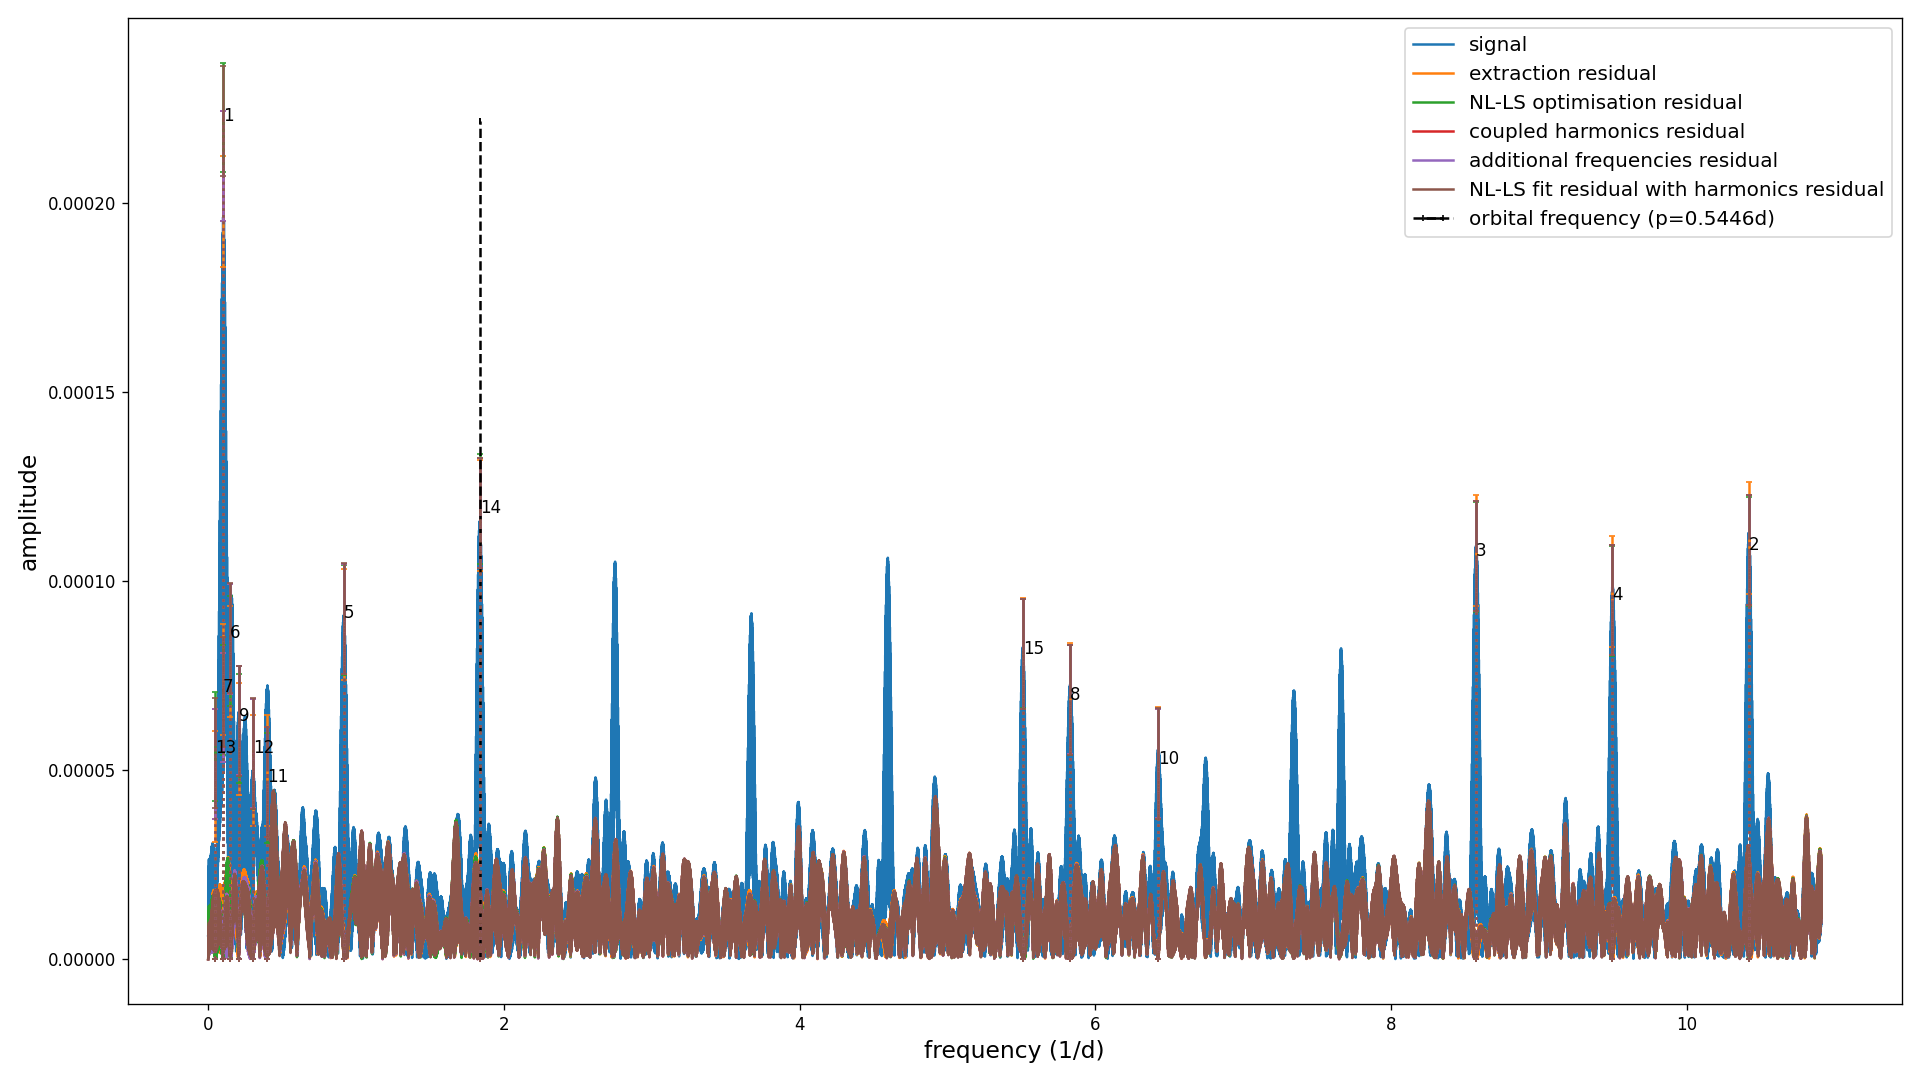 signal
extraction residual
NL-LS optimisation residual
coupled harmonics residual
additional frequencies residual
NL-LS fit residual with harmonics residual
orbital frequency (p=0.5446d)
amplitude
0.00020
0.00015
0.00010
0.00005
0.00000
1
14
3
2
4
5
6
15
7
8
9
13
12
10
11
0
2
4
6
8
10
frequency (1/d)